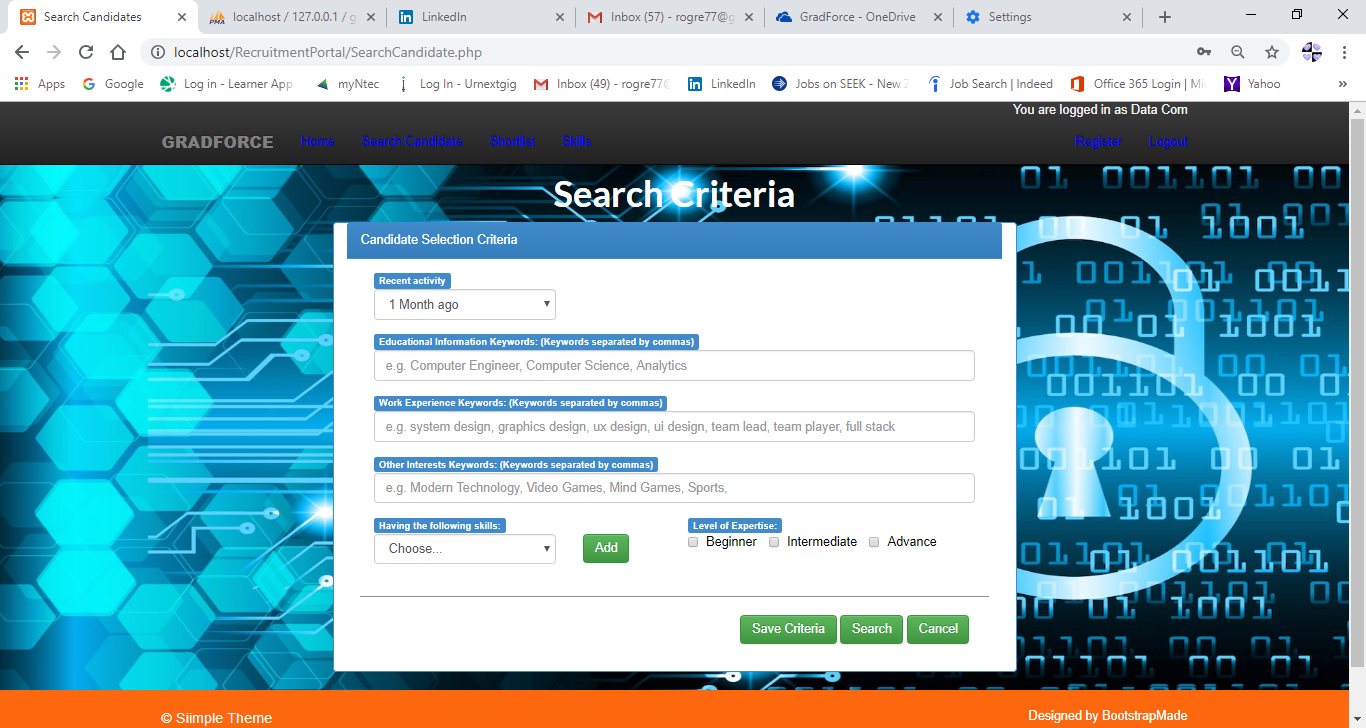 Search Candidates
localhost / 127.0.0.1 / g
LinkedIn
Inbox (57) - rogre77@g
GradForce - OneDrive
Settings
localhost/RecruitmentPortal/SearchCandidate.php
Apps
Google
Log in - Learner App
myNtec
Log In - Urnextgig
Inbox (49) - rogre77@
LinkedIn
Jobs on SEEK - New Z
Job Search | Indeed
Office 365 Login | Mi
Yahoo
You are logged in as Data Com
GRADFORCE
Home
Search Candidate
Shortlist
Skills
Register
Logout
Search Criteria
Candidate Selection Criteria
Recent activity
1 Month ago
Educational Information Keywords: (Keywords separated by commas)
e.g. Computer Engineer, Computer Science, Analytics
Work Experience Keywords: (Keywords separated by commas)
e.g. system design, graphics design, ux design, ui design, team lead, team player, full stack
Other Interests Keywords: (Keywords separated by commas)
e.g. Modern Technology, Video Games, Mind Games, Sports,
Having the following skills:
Level of Expertise:
Choose...
Add
Beginner
Intermediate
Advance
Save Criteria
Search
Cancel
© Siimple Theme
Designed by BootstrapMade